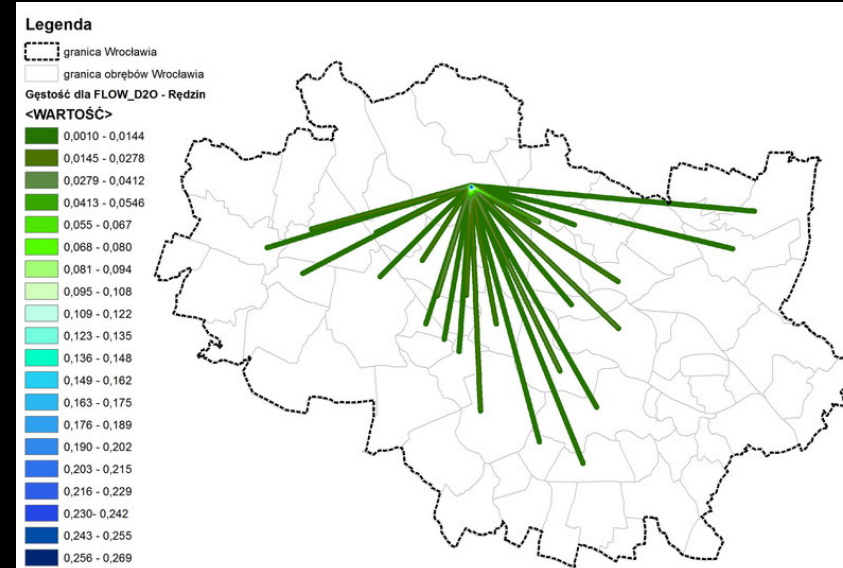 Legenda
granica Wrocławia
granica obrębów Wrocławia
Gęstość dla FLOW_D2O - Rędzin
<WARTOŚĆ>
0,0010 - 0,0144
0,0145 - 0,0278
0,0279 - 0,0412
0,0413 - 0,0546
0,055 - 0,067
0,068 - 0,080
0,081 - 0,094
0,095 - 0,108
0,109 - 0,122
0,123 - 0,135
0,136 - 0,148
0,149 - 0,162
0,163 - 0,175
0,176 - 0,189
0,190 - 0,202
0,203 - 0,215
0,216 - 0,229
0,230- 0,242
0,243 - 0,255
0,256 - 0,269